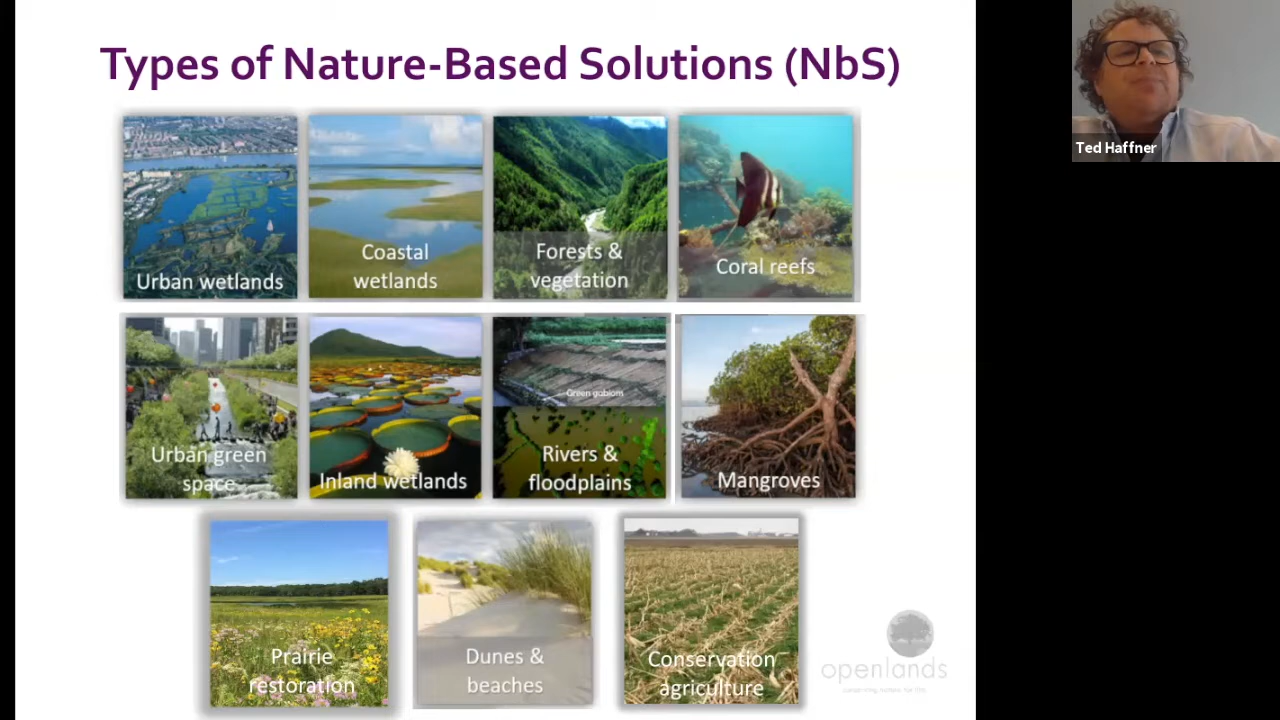 Types of Nature-Based Solutions (NbS)
Ted Haffner
Urban wetlands
Coastal
wetlands
Forests &
vegetation
Coral reefs
Urban green
space
Inland wetlands
Green gabiom
Rivers &
floodplains
Mangroves
Prairie
restoration
Dunes &
beaches
Conservation
agriculture
openlands